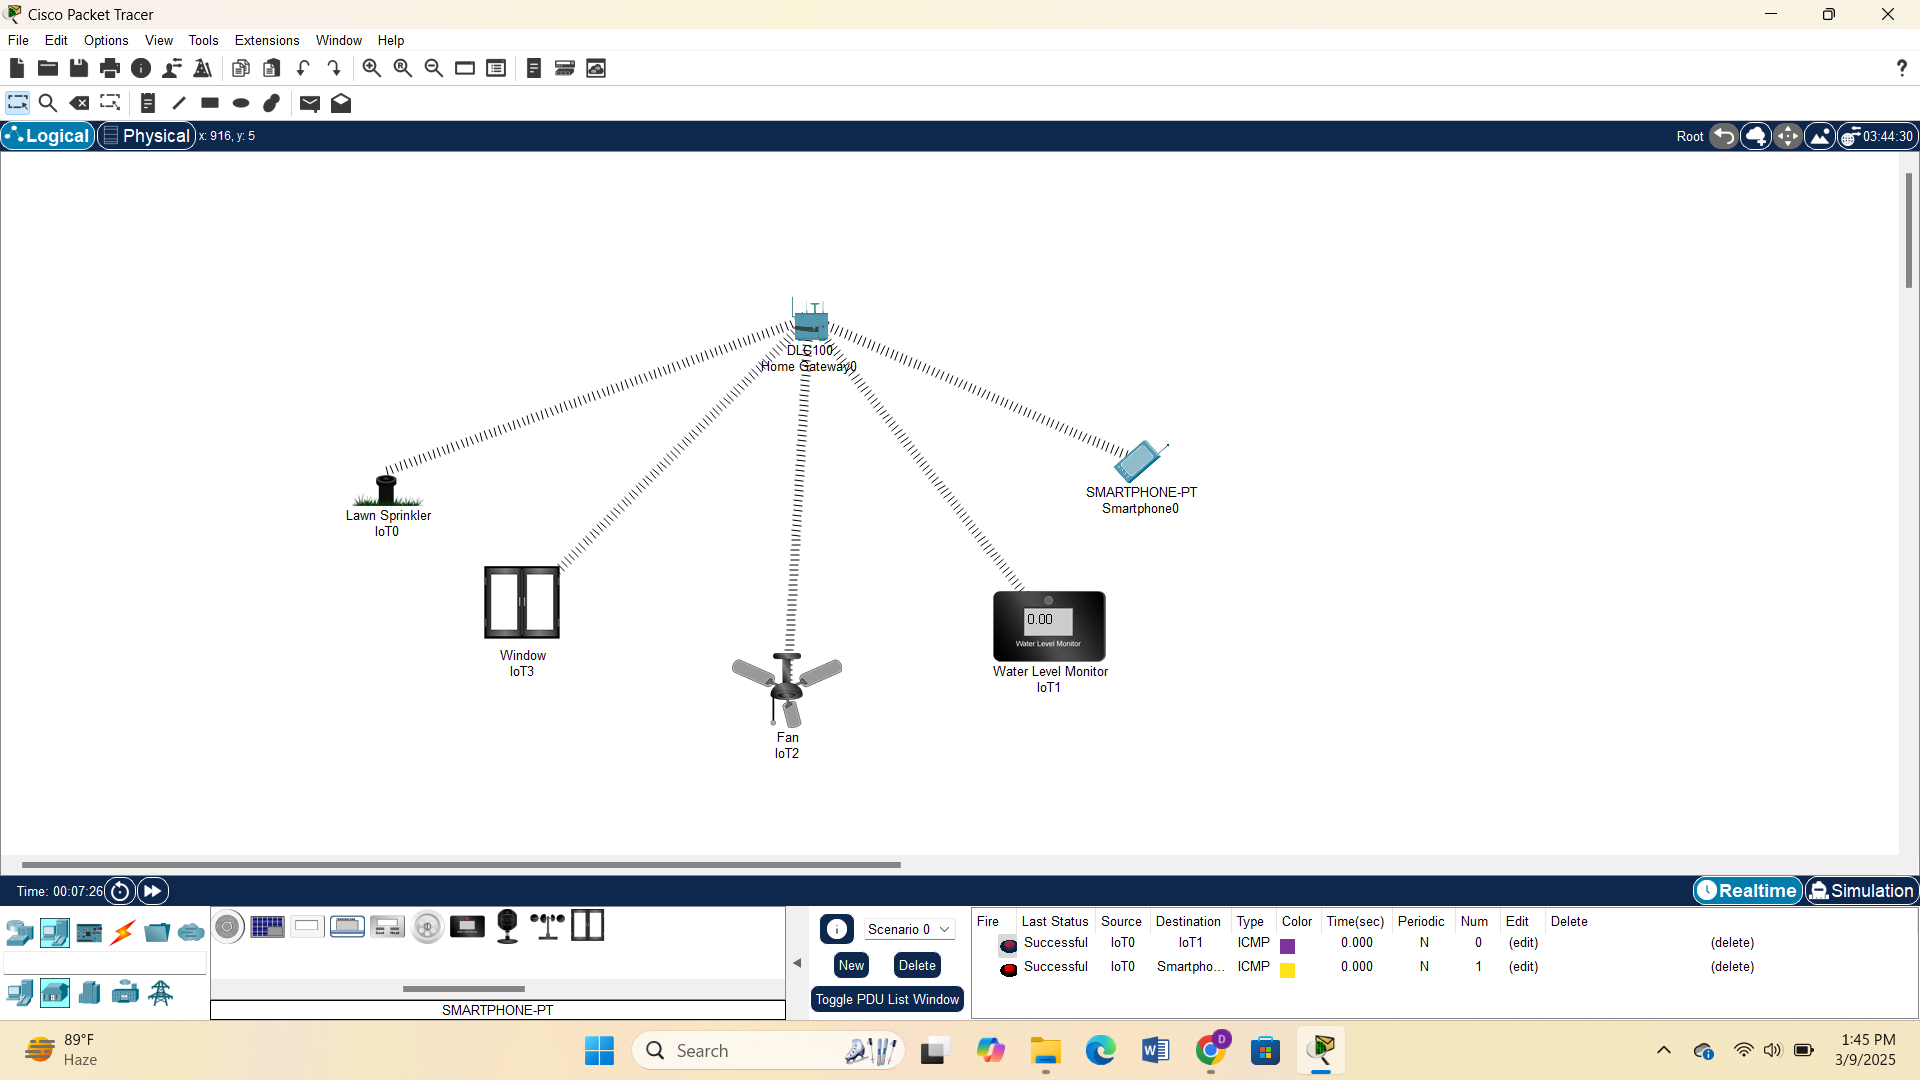 Cisco Packet Tracer
File Edit Options View Tools Extensions Window Help
?
Logical Physical x: 916, y: 5 Root 03:44:30
DLC100
Home Gateway0
SMARTPHONE-PT
Smartphone0
Lawn Sprinkler
IoT0
0.00
Water Level Monitor
Window
IoT3
Water Level Monitor
IoT1
Fan
IoT2
Time: 00:07:26 Realtime Simulation
Scenario 0
New Delete
Toggle PDU List Window
Fire Last Status Source Destination Type Color Time(sec) Periodic Num Edit Delete
Successful IoT0 IoT1 ICMP 0.000 N 0 (edit) (delete)
Successful IoT0 Smartpho... ICMP 0.000 N 1 (edit) (delete)
SMARTPHONE-PT
89°F
Haze
Search
D
1:45 PM
3/9/2025